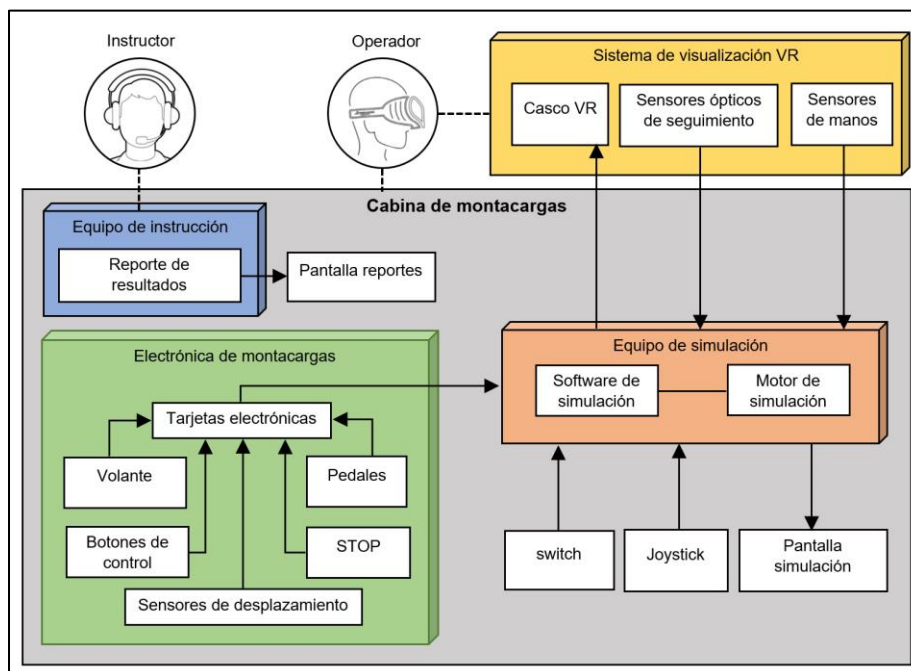 Instructor
Operador
Sistema de visualización VR
Casco VR
Sensores ópticos
de seguimiento
Sensores
de manos
Cabina de montacargas
Equipo de instrucción
Reporte de
resultados
Pantalla reportes
Electrónica de montacargas
Tarjetas electrónicas
Volante
Pedales
Botones de
control
STOP
Sensores de desplazamiento
Equipo de simulación
Software de
simulación
Motor de
simulación
switch
Joystick
Pantalla
simulación